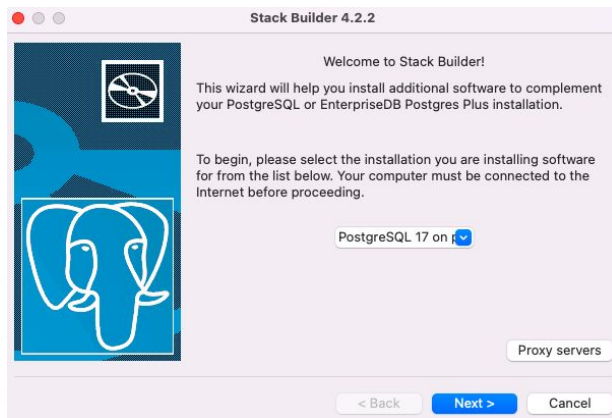 Stack Builder 4.2.2
Welcome to Stack Builder!
This wizard will help you install additional software to complement
your PostgreSQL or EnterpriseDB Postgres Plus installation.
To begin, please select the installation you are installing software
for from the list below. Your computer must be connected to the
Internet before proceeding.
PostgreSQL 17 on
Proxy servers
< Back
Next >
Cancel